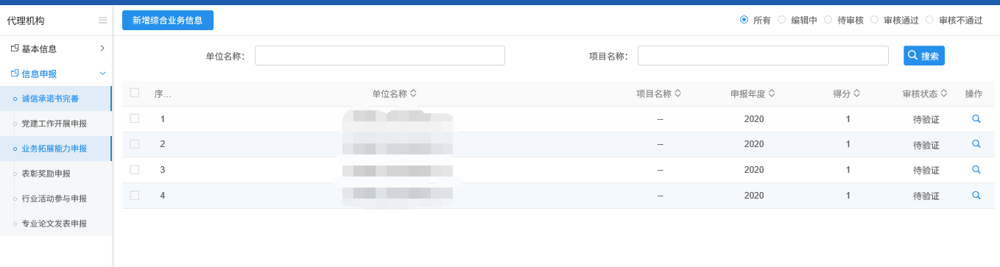 代理机构
基本信息
信息申报
诚信承诺书完善
党建工作开展申报
业务拓展能力申报
表彰奖励申报
行业活动参与申报
专业论文发表申报
新增综合业务信息
所有 编辑中 待审核 审核通过 审核不通过
单位名称: 项目名称: 搜索
序... 单位名称 项目名称 申报年度 得分 审核状态 操作
1 -- 2020 1 待验证
2 -- 2020 1 待验证
3 -- 2020 1 待验证
4 -- 2020 1 待验证